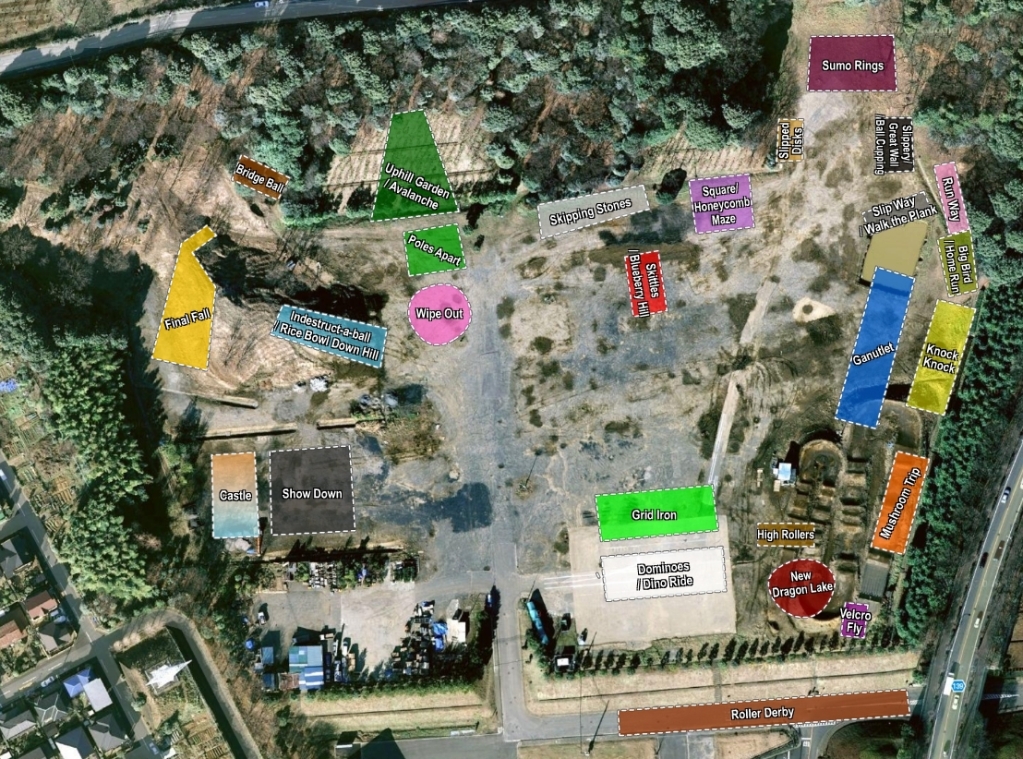 Sumo Rings
Slipped
Disks
Slippery /
Great Wall
/ Ball Cupping
Bridge Ball
Uphill Garden
/ Avalanche
Skipping Stones
Square/
Honeycomb
Maze
Run Way
Slip Way
Walk the Plank
Poles Apart
Big Bird
/ Home Run
Skittles
/ Blueberry Hill
Final Fall
Indestruct-a-ball
/ Rice Bowl Down Hill
Wipe Out
Ganutlet
Knock
Knock
Castle
Show Down
Grid Iron
Mushroom Trip
High Rollers
Dominoes
/ Dino Ride
New
Dragon Lake
Velcro
Fly
139
Roller Derby